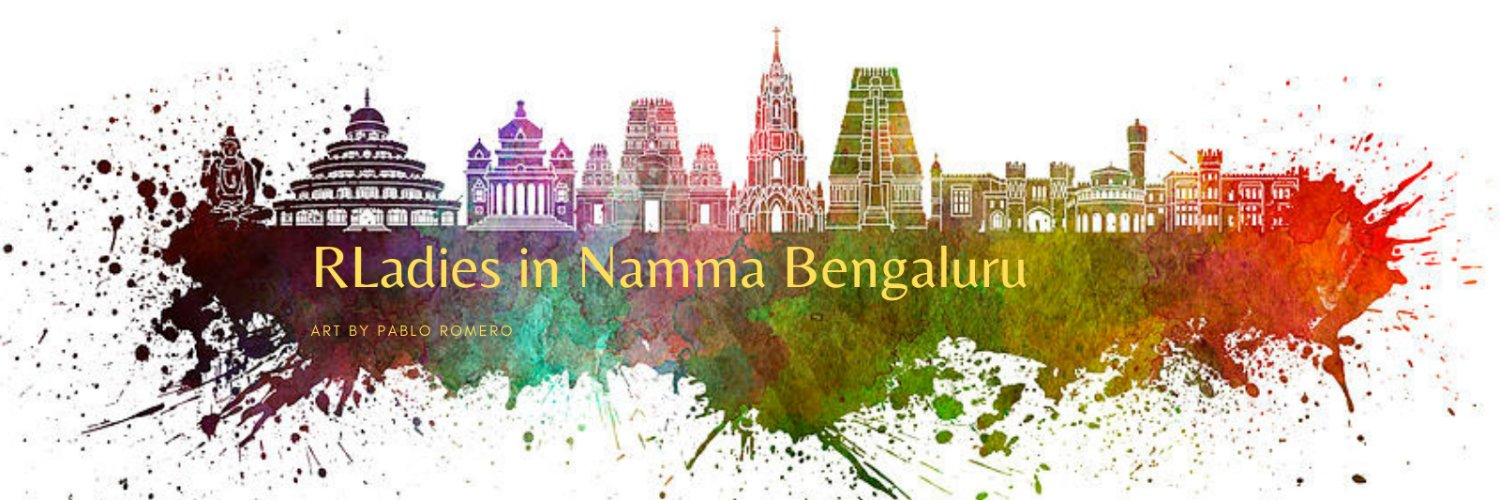 RLadies in Namma Bengaluru
ART BY PABLO ROMERO